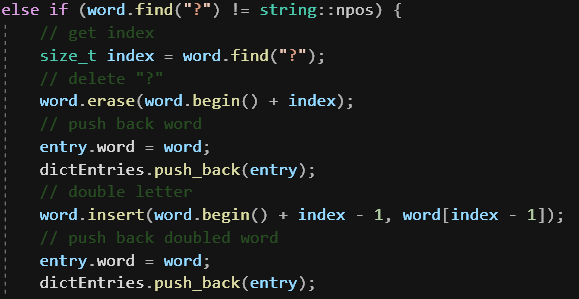 else if (word.find("?") != string::npos) {
// get index
size_t index = word.find("?");
// delete "?"
word.erase(word.begin() + index);
// push back word
entry.word = word;
dictEntries.push_back(entry);
// double letter
word.insert(word.begin() + index - 1, word[index - 1]);
// push back doubled word
entry.word = word;
dictEntries.push_back(entry);